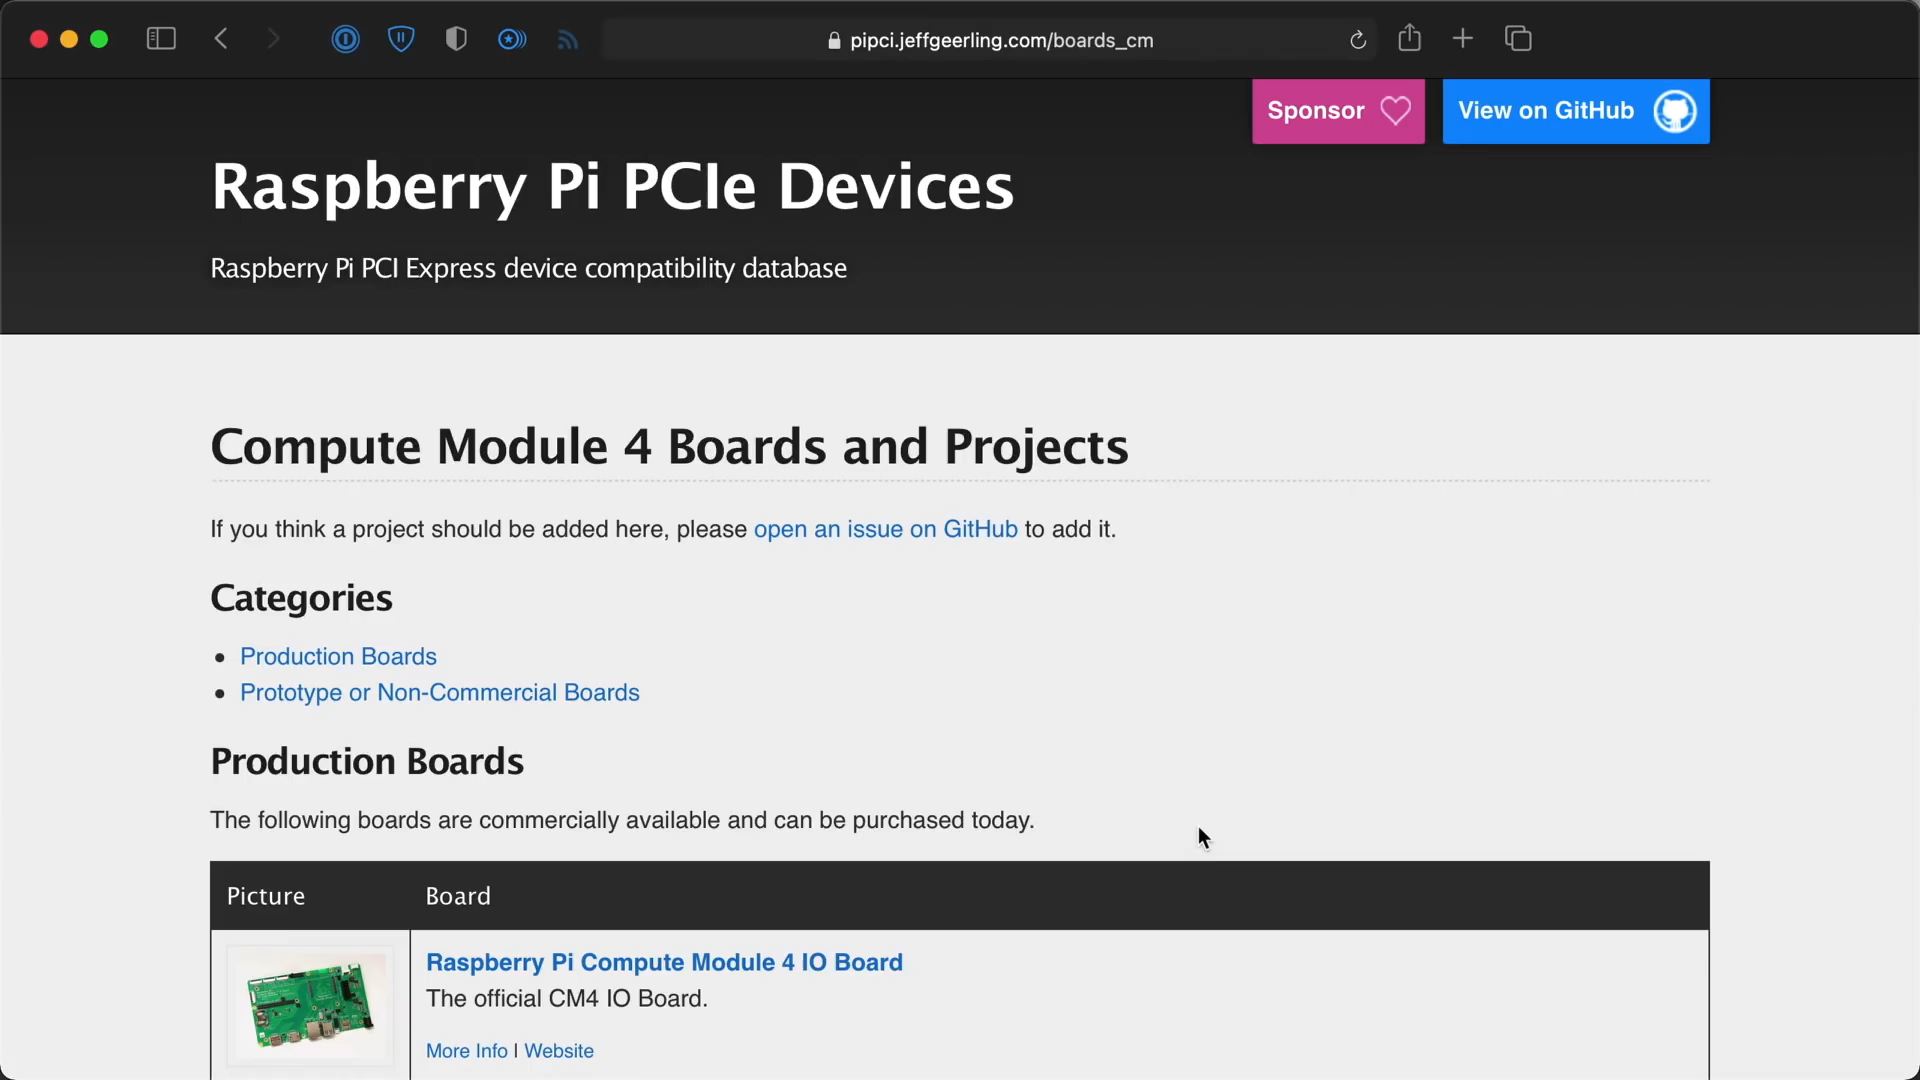 pipci.jeffgeerling.com/boards_cm
Sponsor
View on GitHub
Raspberry Pi PCIe Devices
Raspberry Pi PCI Express device compatibility database
Compute Module 4 Boards and Projects
If you think a project should be added here, please open an issue on GitHub to add it.
Categories
Production Boards
Prototype or Non-Commercial Boards
Production Boards
The following boards are commercially available and can be purchased today.
Picture Board
Raspberry Pi Compute Module 4 IO Board
The official CM4 IO Board.
More Info | Website